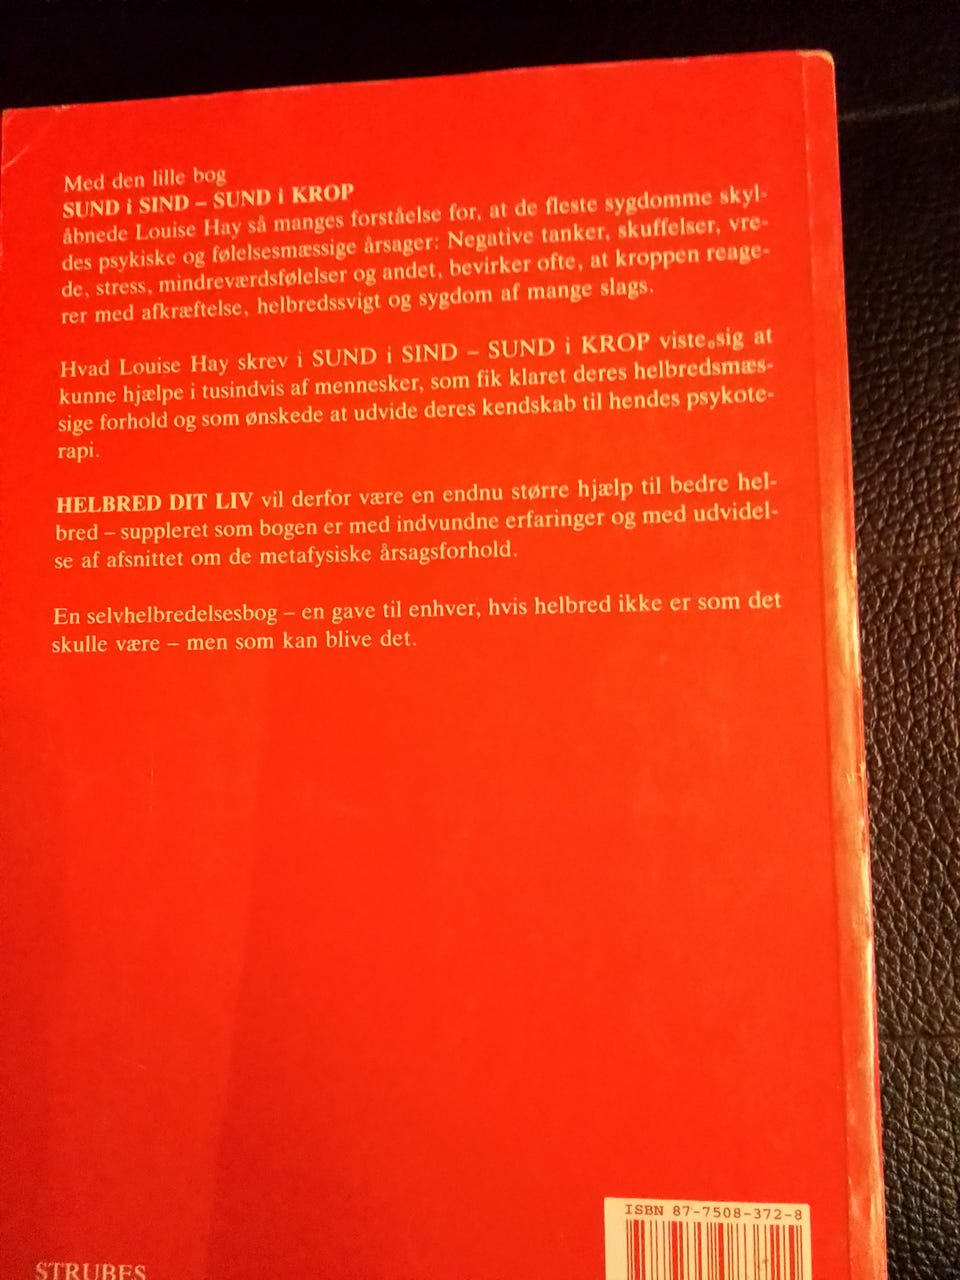 Med den lille bog
SUND i SIND – SUND i KROP
åbnede Louise Hay så manges forståelse for, at de fleste sygdomme skyl-
des psykiske og følelsesmæssige årsager: Negative tanker, skuffelser, vre-
de, stress, mindreværdsfølelser og andet, bevirker ofte, at kroppen reage-
rer med afkræftelse, helbredssvigt og sygdom af mange slags.
Hvad Louise Hay skrev i SUND i SIND – SUND i KROP viste sig at
kunne hjælpe i tusindvis af mennesker, som fik klaret deres helbredsmæs-
sige forhold og som ønskede at udvide deres kendskab til hendes psykote-
rapi.
HELBRED DIT LIV vil derfor være en endnu større hjælp til bedre hel-
bred – suppleret som bogen er med indvundne erfaringer og med udvidel-
se af afsnittet om de metafysiske årsagsforhold.
En selvhelbredelsesbog – en gave til enhver, hvis helbred ikke er som det
skulle være – men som kan blive det.
ISBN 87-7508-372-8
STRUBES